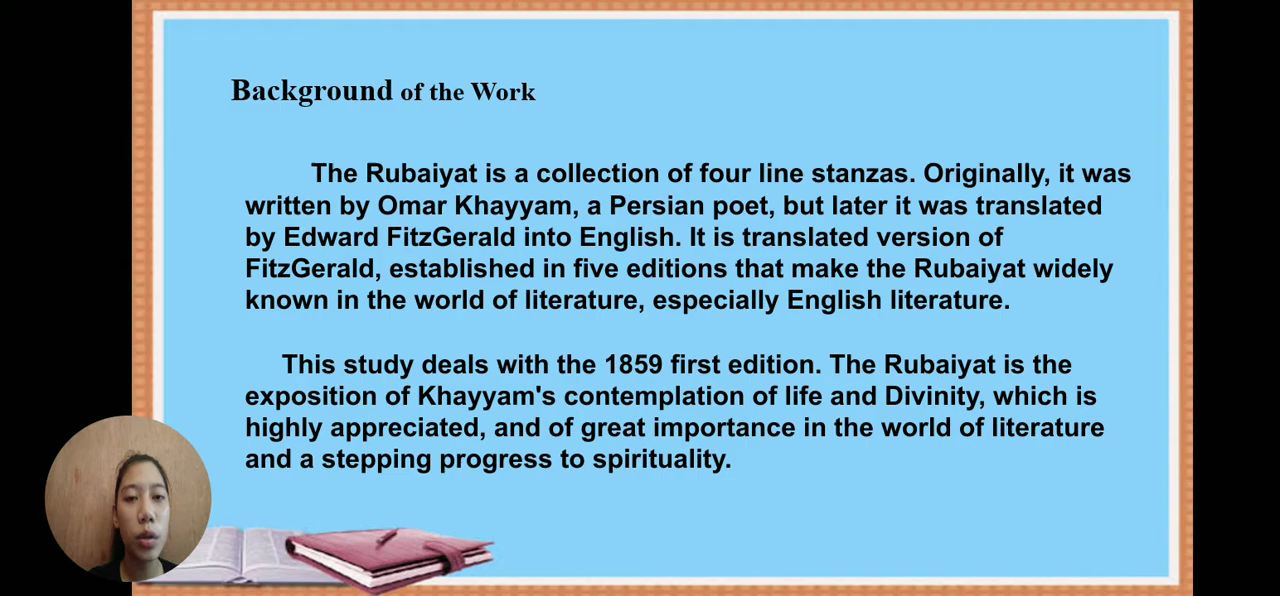 Background of the Work
The Rubaiyat is a collection of four line stanzas. Originally, it was
written by Omar Khayyam, a Persian poet, but later it was translated
by Edward FitzGerald into English. It is translated version of
FitzGerald, established in five editions that make the Rubaiyat widely
known in the world of literature, especially English literature.
This study deals with the 1859 first edition. The Rubaiyat is the
exposition of Khayyam's contemplation of life and Divinity, which is
highly appreciated, and of great importance in the world of literature
and a stepping progress to spirituality.